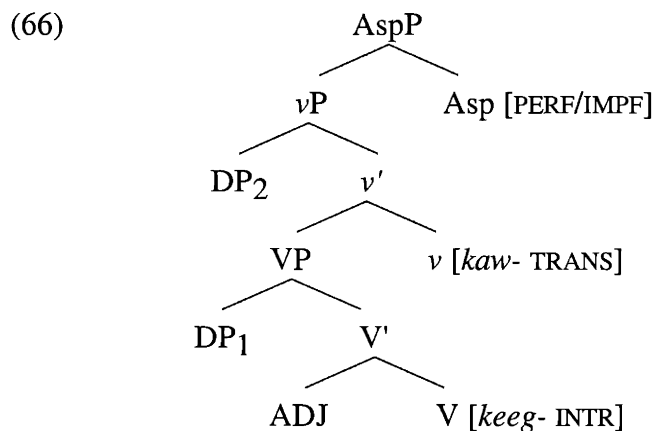 (66) AspP
vP Asp [PERF/IMPF]
DP2 v'
VP v [kaw- TRANS]
DP1 V'
ADJ V [keeg- INTR]